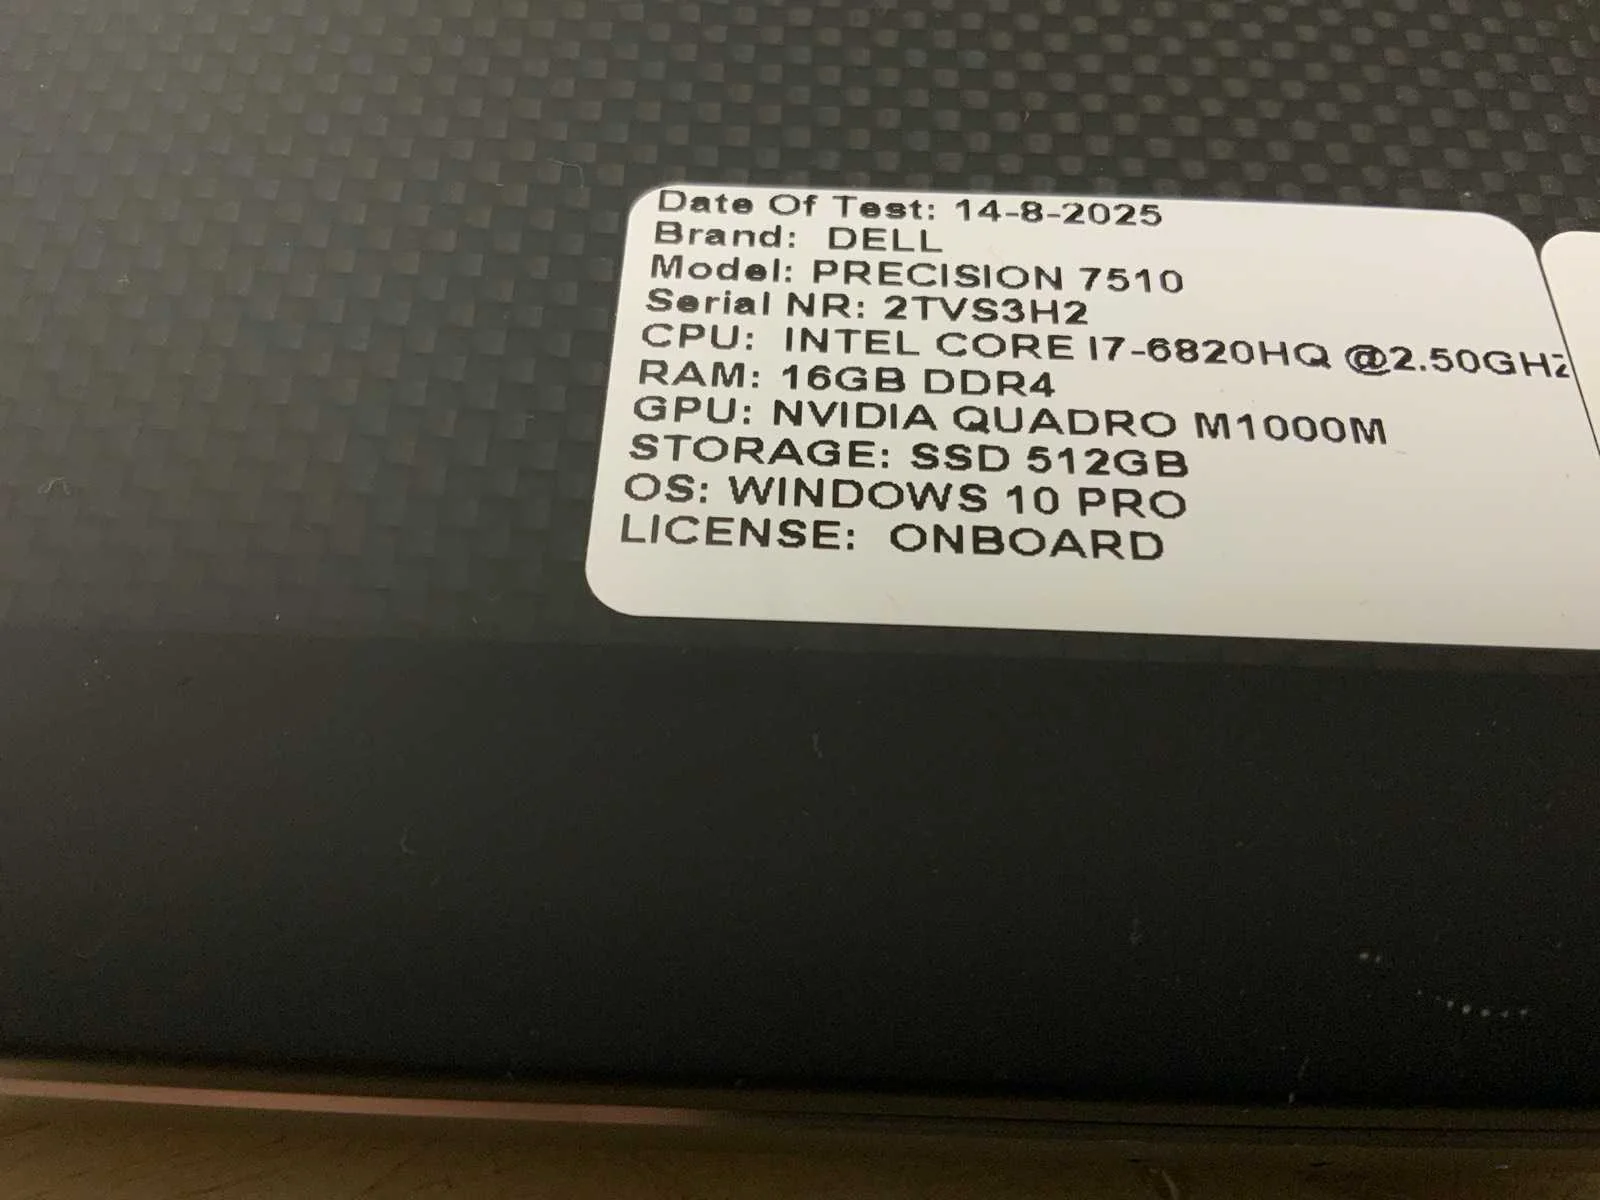 Date Of Test: 14-8-2025
Brand: DELL
Model: PRECISION 7510
Serial NR: 2TVS3H2
CPU: INTEL CORE I7-6820HQ @2.50GHZ
RAM: 16GB DDR4
GPU: NVIDIA QUADRO M1000M
STORAGE: SSD 512GB
OS: WINDOWS 10 PRO
LICENSE: ONBOARD